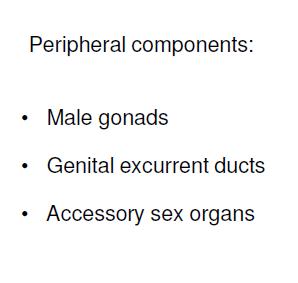 Peripheral components:
• Male gonads
• Genital excurrent ducts
• Accessory sex organs